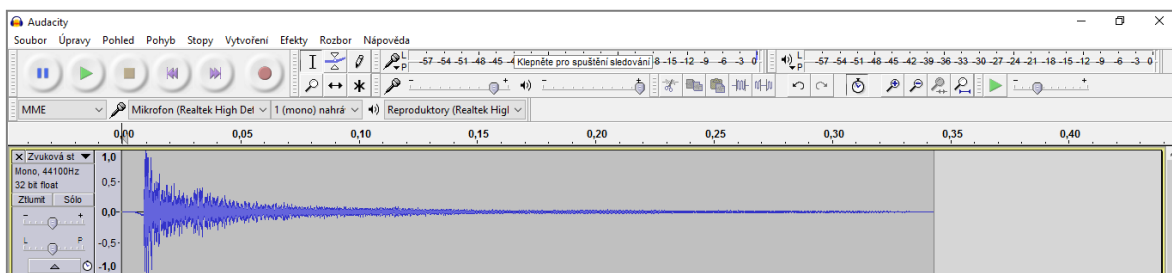 Audacity
Soubor Úpravy Pohled Pohyb Stopy Vytvoření Efekty Rozbor Nápověda
L P -57 -54 -51 -48 -45 -4 Klepněte pro spuštění sledování 8 -15 -12 -9 -6 -3 0 L P -57 -54 -51 -48 -45 -42 -39 -36 -33 -30 -27 -24 -21 -18 -15 -12 -9 -6 -3 0
- + - +
MME Mikrofon (Realtek High Def 1 (mono) nahrá Reproduktory (Realtek Higl
0,00 0,05 0,10 0,15 0,20 0,25 0,30 0,35 0,40
X Zvuková st 1,0
Mono, 44100Hz
32 bit float 0,5
Ztlumit Sólo
- + 0,0
L P -0,5
-1,0